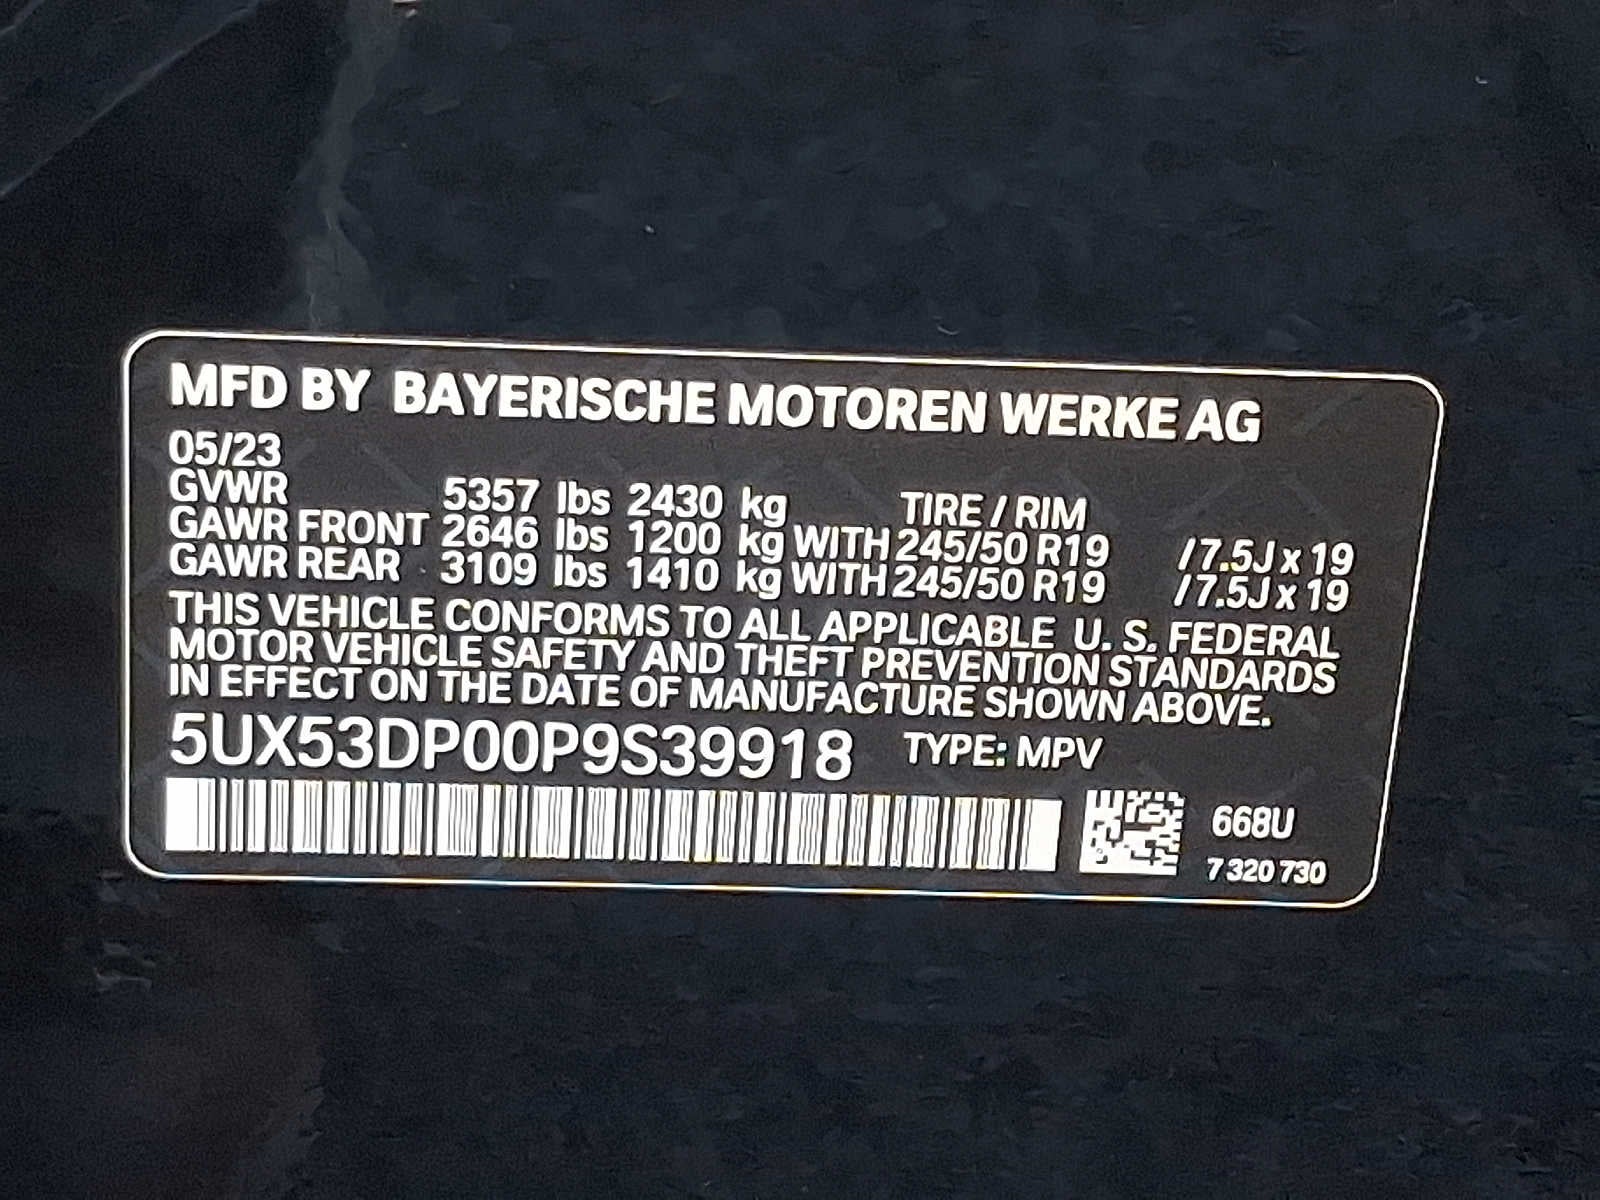 MFD BY BAYERISCHE MOTOREN WERKE AG
05/23
GVWR 5357 lbs 2430 kg TIRE / RIM
GAWR FRONT 2646 lbs 1200 kg WITH 245/50 R19 / 7.5J x 19
GAWR REAR 3109 lbs 1410 kg WITH 245/50 R19 / 7.5J x 19
THIS VEHICLE CONFORMS TO ALL APPLICABLE U. S. FEDERAL
MOTOR VEHICLE SAFETY AND THEFT PREVENTION STANDARDS
IN EFFECT ON THE DATE OF MANUFACTURE SHOWN ABOVE.
5UX53DP00P9S39918 TYPE: MPV
668U
7 320 730